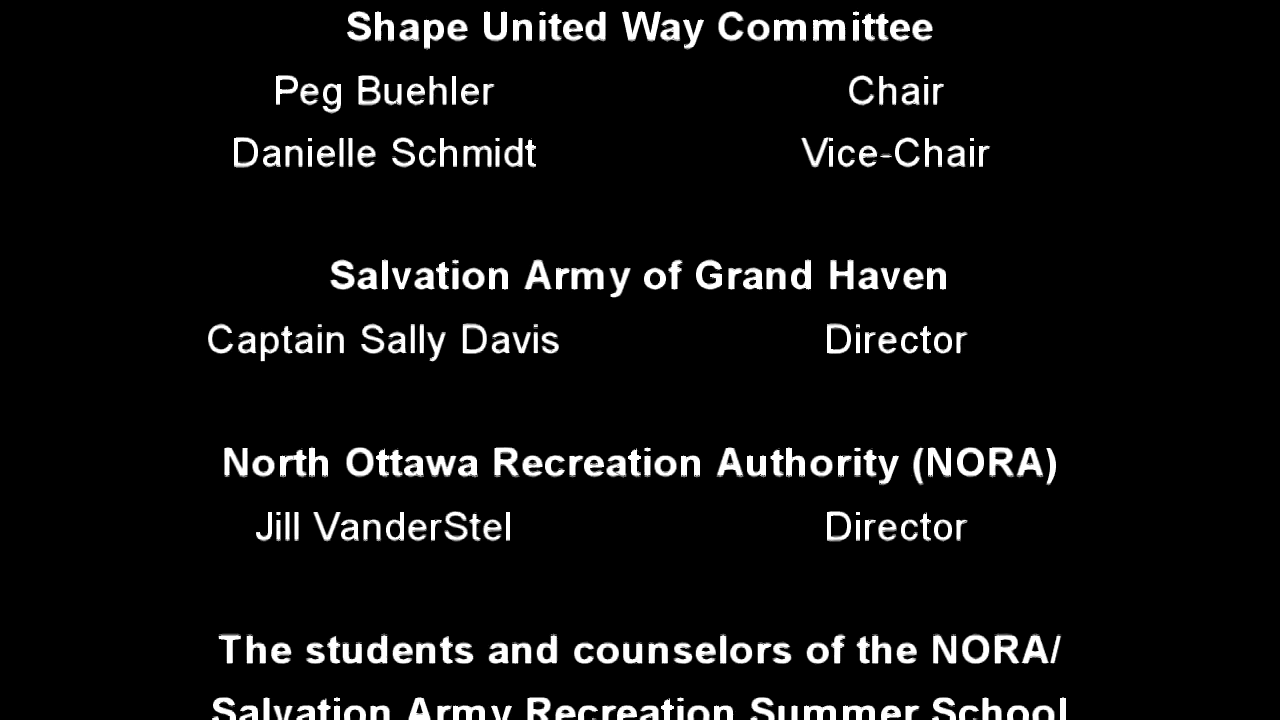 Shape United Way Committee
Peg Buehler Chair
Danielle Schmidt Vice-Chair
Salvation Army of Grand Haven
Captain Sally Davis Director
North Ottawa Recreation Authority (NORA)
Jill VanderStel Director
The students and counselors of the NORA/
Salvation Army Recreation Summer School